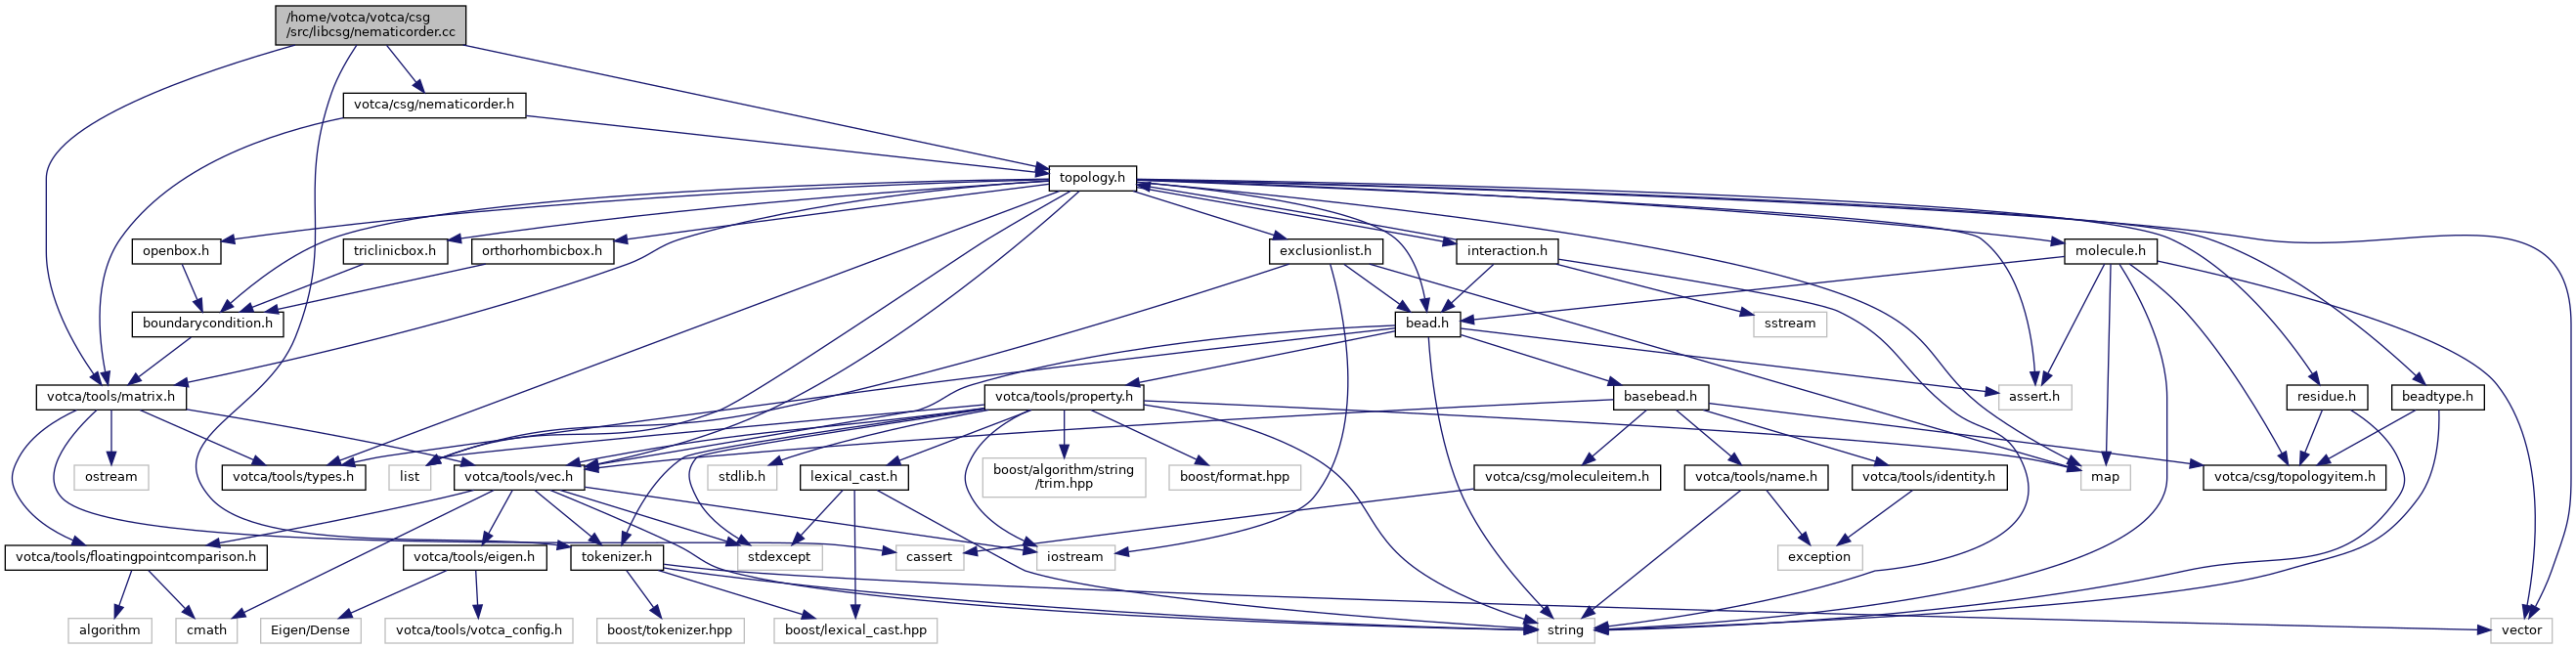 /home/votca/votca/csg
/src/libcsg/nematicorder.cc
votca/csg/nematicorder.h
topology.h
openbox.h
triclinicbox.h
orthorhombicbox.h
exclusionlist.h
interaction.h
molecule.h
boundarycondition.h
bead.h
sstream
votca/tools/matrix.h
votca/tools/property.h
basebead.h
assert.h
residue.h
beadtype.h
ostream
votca/tools/types.h
list
votca/tools/vec.h
stdlib.h
lexical_cast.h
boost/algorithm/string
/trim.hpp
boost/format.hpp
votca/csg/moleculeitem.h
votca/tools/name.h
votca/tools/identity.h
map
votca/csg/topologyitem.h
votca/tools/floatingpointcomparison.h
votca/tools/eigen.h
tokenizer.h
stdexcept
cassert
iostream
exception
algorithm
cmath
Eigen/Dense
votca/tools/votca_config.h
boost/tokenizer.hpp
boost/lexical_cast.hpp
string
vector